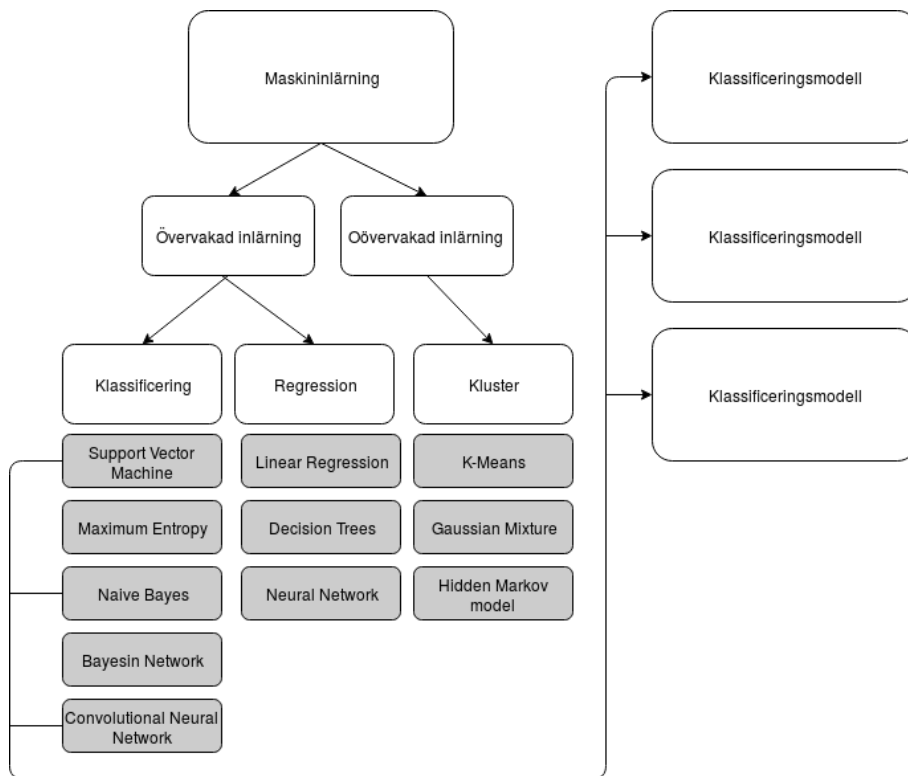 Maskininlärning
Klassificeringsmodell
Övervakad inlärning
Oövervakad inlärning
Klassificeringsmodell
Klassificering
Regression
Kluster
Klassificeringsmodell
Support Vector
Machine
Linear Regression
K-Means
Maximum Entropy
Decision Trees
Gaussian Mixture
Naive Bayes
Neural Network
Hidden Markov
model
Bayesin Network
Convolutional Neural
Network